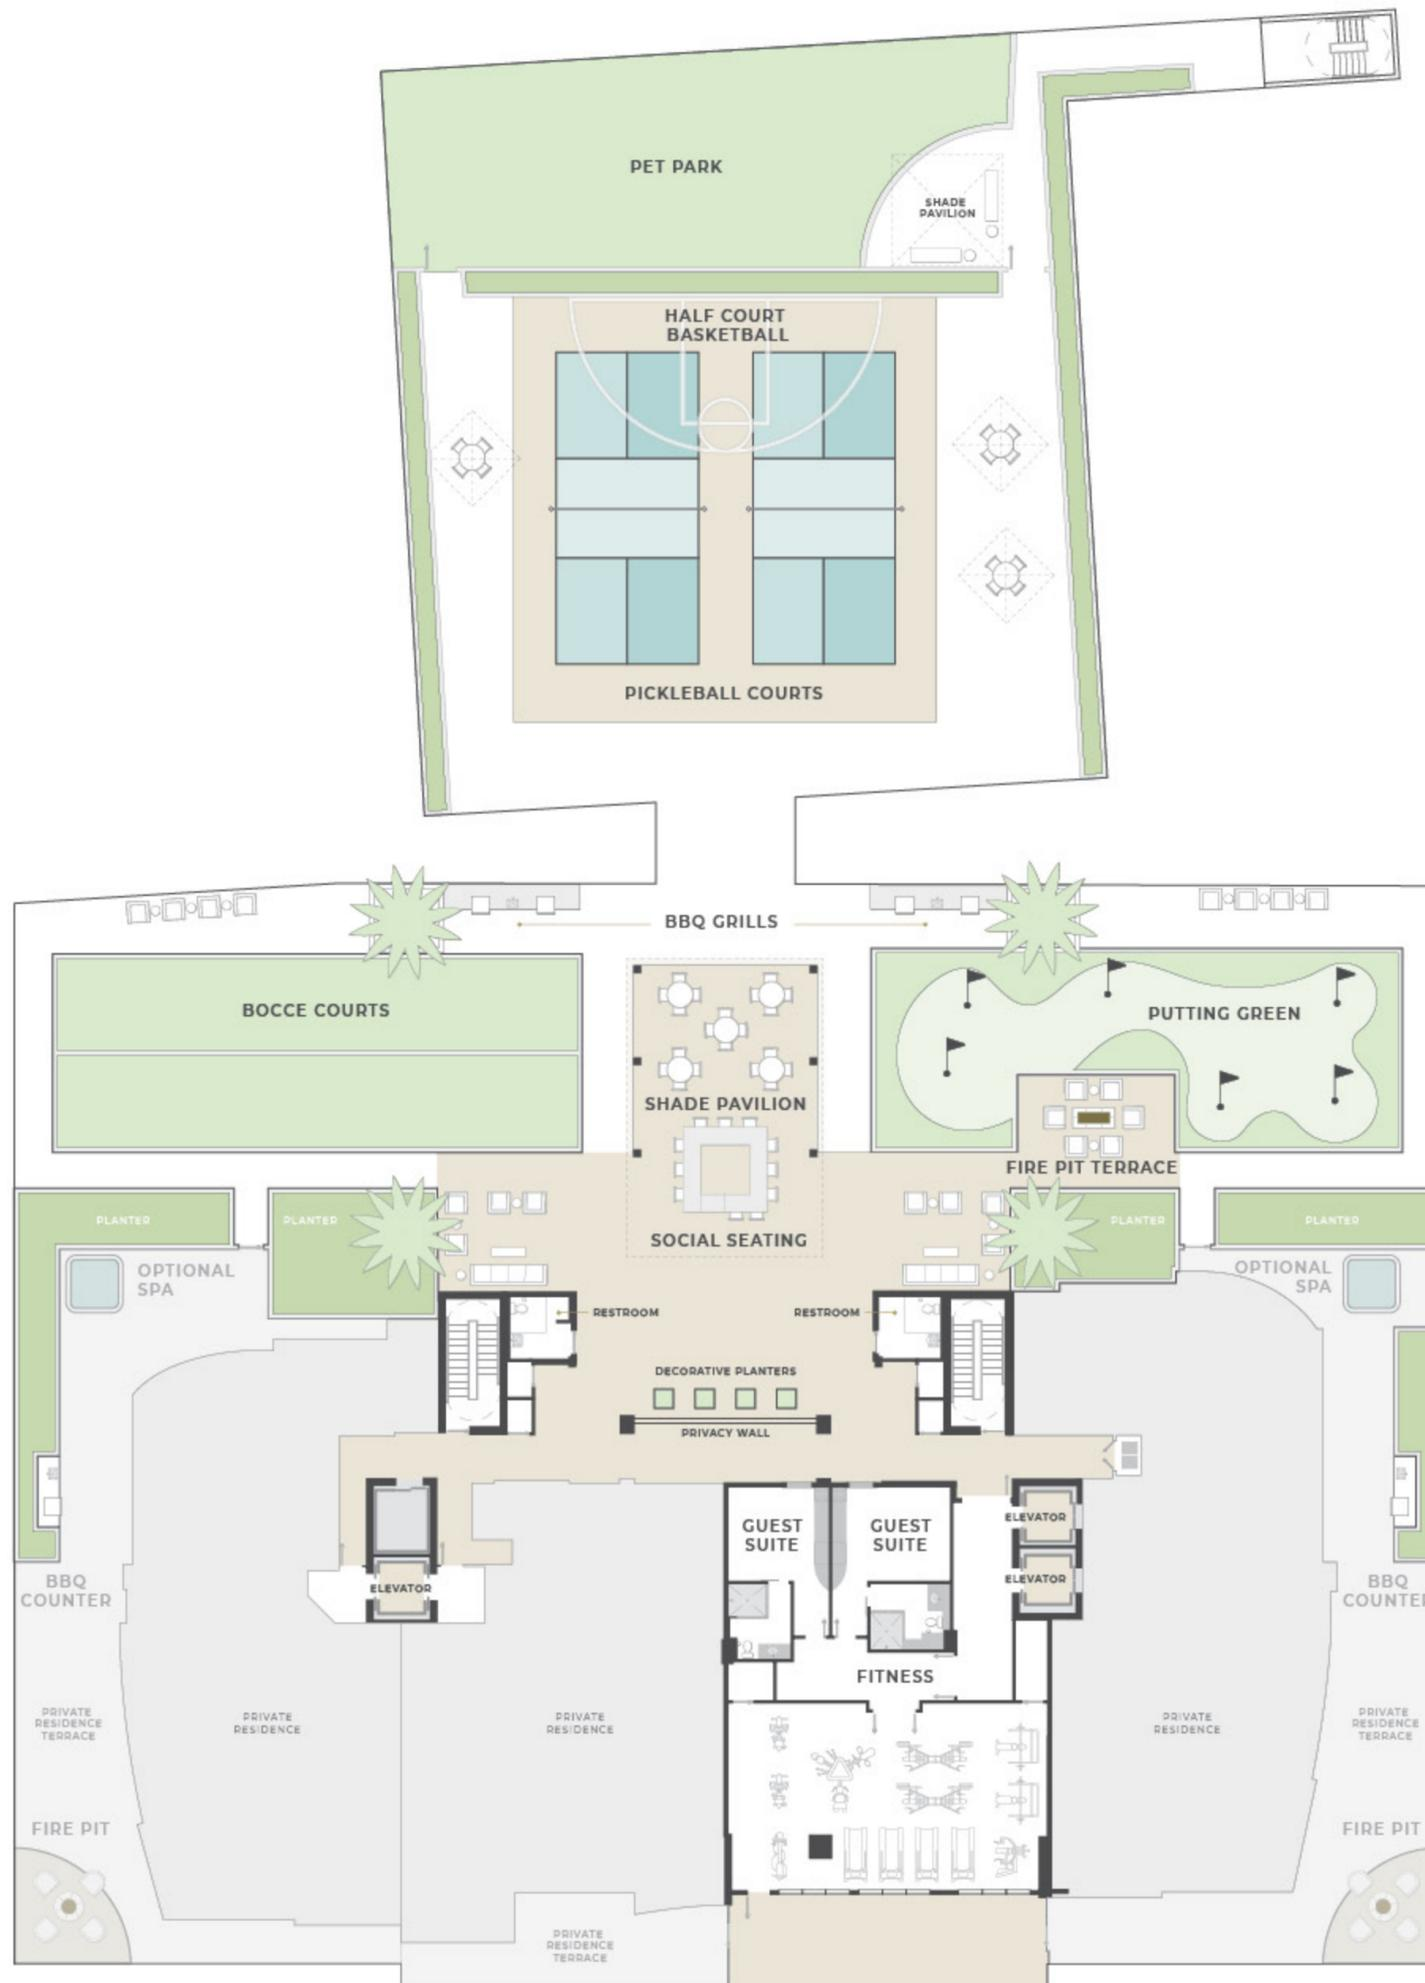 PET PARK
SHADE
PAVILION
HALF COURT
BASKETBALL
PICKLEBALL COURTS
BBQ GRILLS
BOCCE COURTS
PUTTING GREEN
SHADE PAVILION
FIRE PIT TERRACE
PLANTER
PLANTER
PLANTER
PLANTER
SOCIAL SEATING
OPTIONAL
SPA
OPTIONAL
SPA
RESTROOM
RESTROOM
DECORATIVE PLANTERS
PRIVACY WALL
GUEST
SUITE
GUEST
SUITE
ELEVATOR
ELEVATOR
ELEVATOR
BBQ
COUNTER
BBQ
COUNTER
FITNESS
PRIVATE
RESIDENCE
TERRACE
PRIVATE
RESIDENCE
PRIVATE
RESIDENCE
PRIVATE
RESIDENCE
PRIVATE
RESIDENCE
TERRACE
FIRE PIT
FIRE PIT
PRIVATE
RESIDENCE
TERRACE